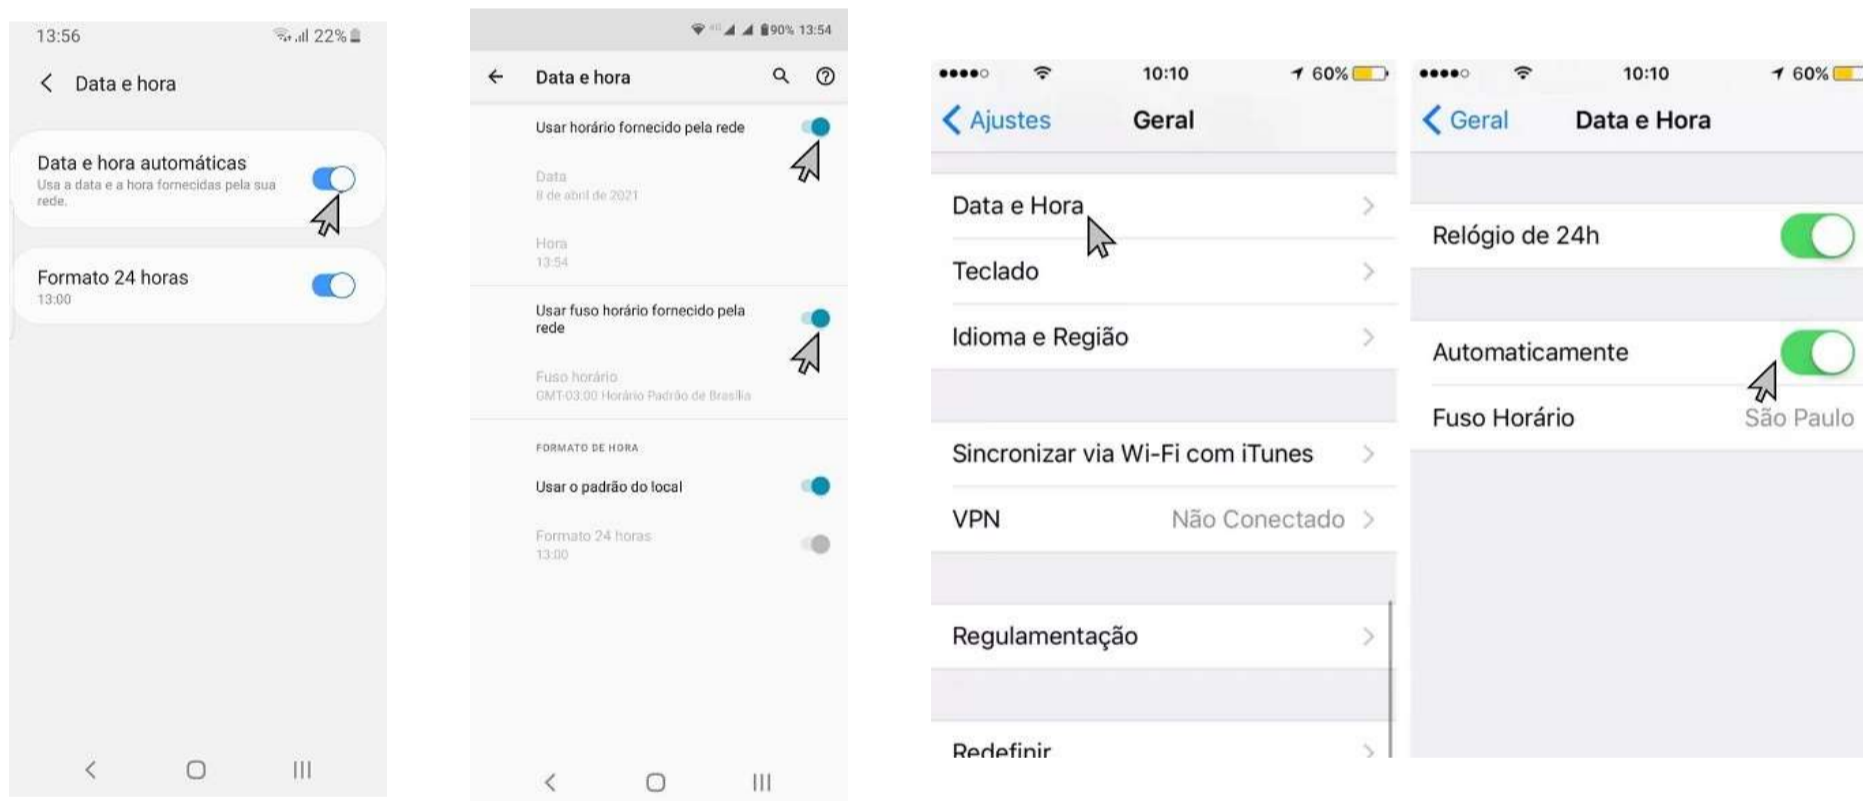 13:56
22%
Data e hora
Data e hora automáticas
Usa a data e a hora fornecidas pela sua
rede.
Formato 24 horas
13:00
90% 13:54
Data e hora
Usar horário fornecido pela rede
Data
8 de abril de 2021
Hora
13:54
Usar fuso horário fornecido pela
rede
Fuso horário
GMT-03:00 Horário Padrão de Brasília
FORMATO DE HORA
Usar o padrão do local
Formato 24 horas
13:00
10:10
60%
Ajustes
Geral
Data e Hora
Teclado
Idioma e Região
Sincronizar via Wi-Fi com iTunes
VPN
Não Conectado
Regulamentação
Redefinir
10:10
60%
Geral
Data e Hora
Relógio de 24h
Automaticamente
Fuso Horário
São Paulo